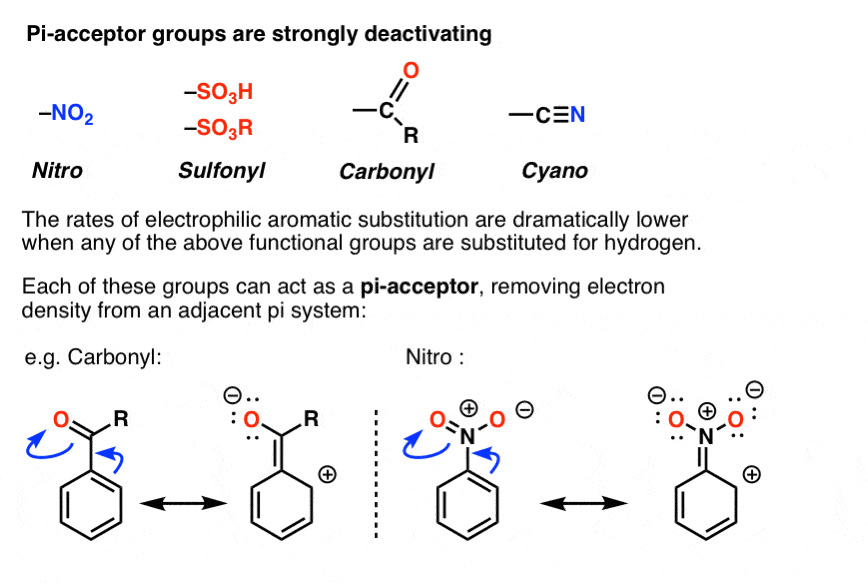 Pi-acceptor groups are strongly deactivating
–NO₂
–SO₃H
–SO₃R
O
C
R
–C≡N
Nitro
Sulfonyl
Carbonyl
Cyano
The rates of electrophilic aromatic substitution are dramatically lower
when any of the above functional groups are substituted for hydrogen.
Each of these groups can act as a pi-acceptor, removing electron
density from an adjacent pi system:
e.g. Carbonyl:
Nitro :
O
R
⊖
:O
R
⊕
O
⊕
N
O
⊖
⊖
:O
⊕
N
O:
⊖
⊕